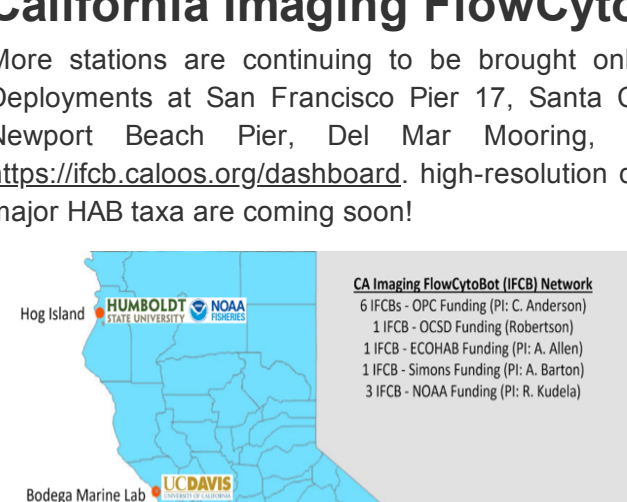 California Imaging
More stations are continuing to be brought
Deployments at San Francisco Pier 17, Santa
Newport Beach Pier, Del Mar Mooring,
https://ifcb.caloos.org/dashboard. high-resolution
major HAB taxa are coming soon!
CA Imaging FlowCytoBot (IFCB) Network
6 IFCBs - OPC Funding (PI: C. Anderson)
1 IFCB - OCSD Funding (Robertson)
1 IFCB - ECOHAB Funding (PI: A. Allen)
1 IFCB - Simons Funding (PI: A. Barton)
3 IFCB - NOAA Funding (PI: R. Kudela)
Hog Island
HUMBOLDT
STATE UNIVERSITY
NOAA
FISHERIES
UCDAVIS
UNIVERSITY OF CALIFORNIA
Bodega Marine Lab